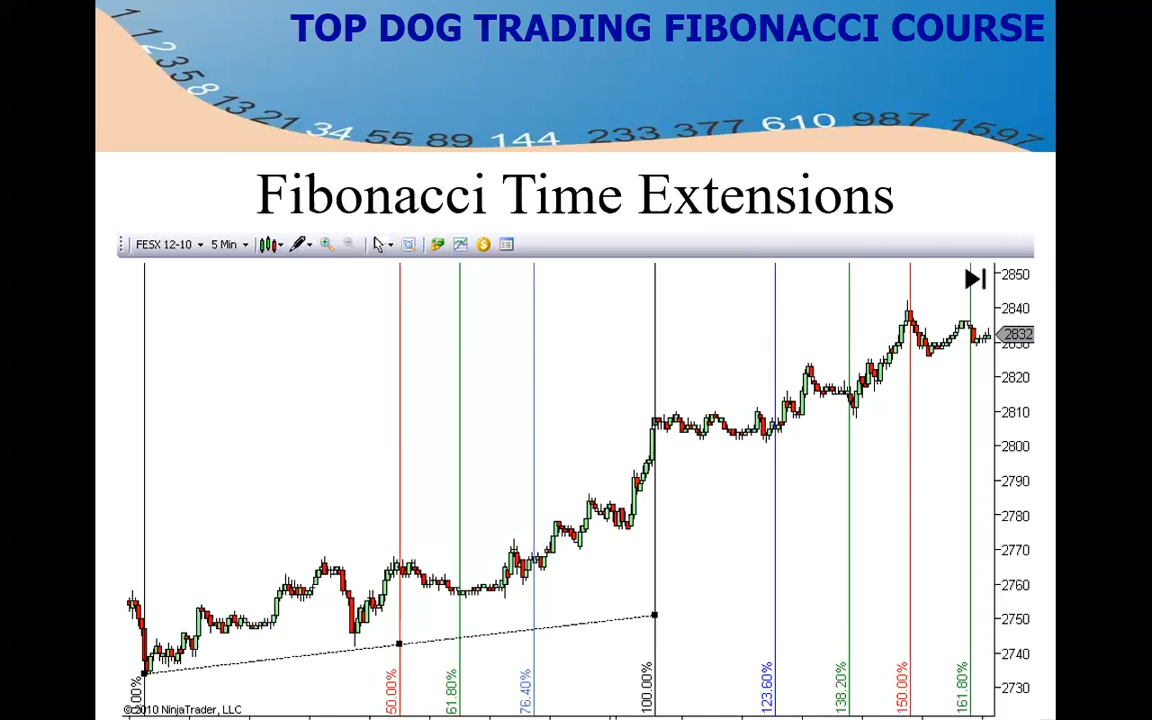 TOP DOG TRADING FIBONACCI COURSE
1 1 2 3 5 8 13 21 34 55 89 144 233 377 610 987 1597
Fibonacci Time Extensions
FESX 12-10 5 Min
2850
2840
2832
2830
2820
2810
2800
2790
2780
2770
2760
2750
2740
2730
.00% 50.00% 61.80% 76.40% 100.00% 123.60% 138.20% 150.00% 161.80%
© 2010 NinjaTrader, LLC